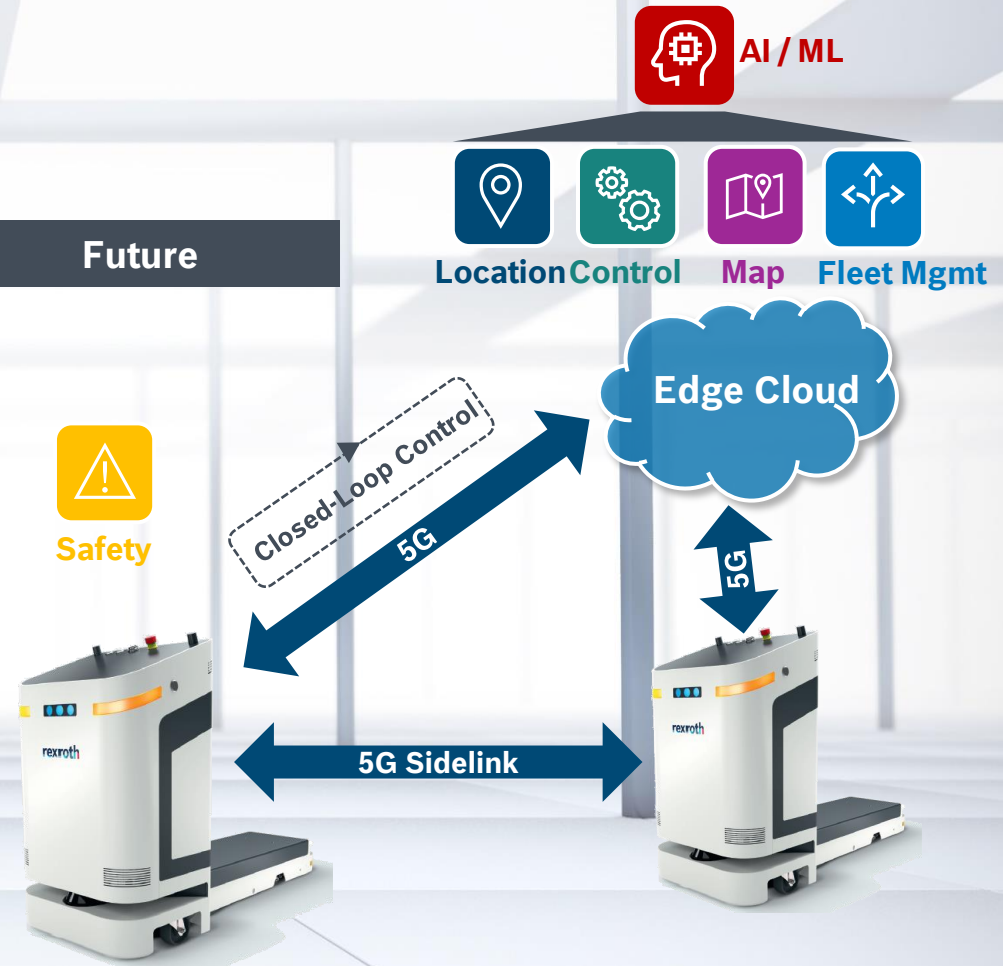 AI / ML
Location
Control
Map
Fleet Mgmt
Future
Edge Cloud
Closed-Loop Control
5G
5G
Safety
5G Sidelink
rexroth
rexroth